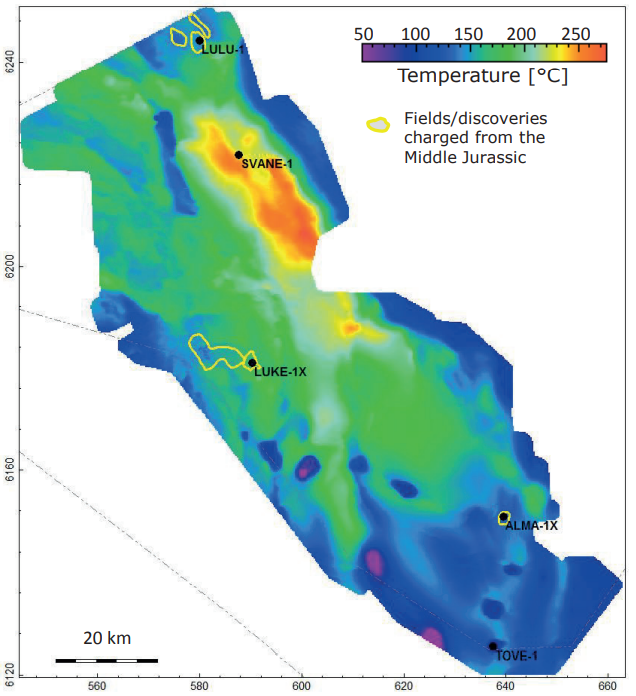 50 100 150 200 250
Temperature [°C]
Fields/discoveries
charged from the
Middle Jurassic
LULU-1
SVANE-1
LUKE-1X
ALMA-1X
TOVE-1
20 km
6240
6200
6160
6120
560 580 600 620 640 660